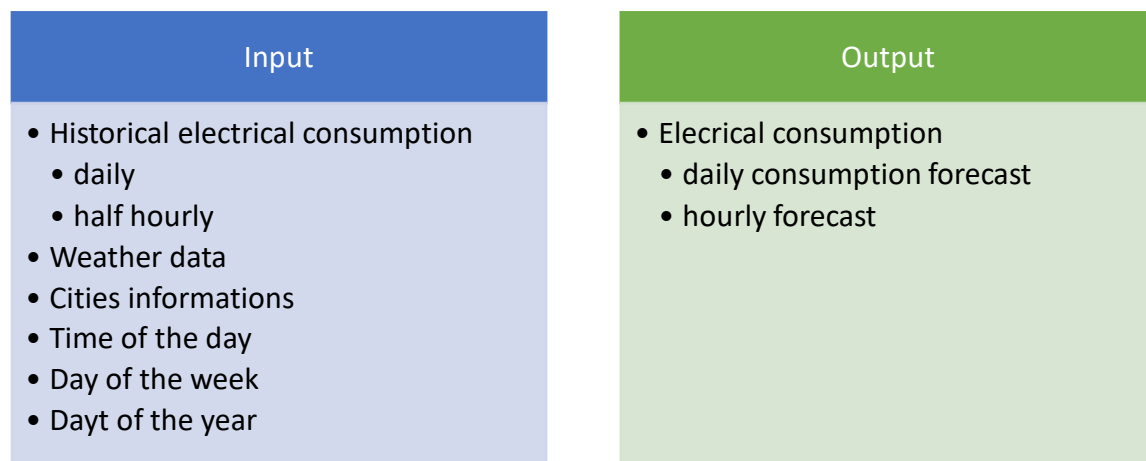 Input
• Historical electrical consumption
• daily
• half hourly
• Weather data
• Cities informations
• Time of the day
• Day of the week
• Dayt of the year
Output
• Elecrical consumption
• daily consumption forecast
• hourly forecast